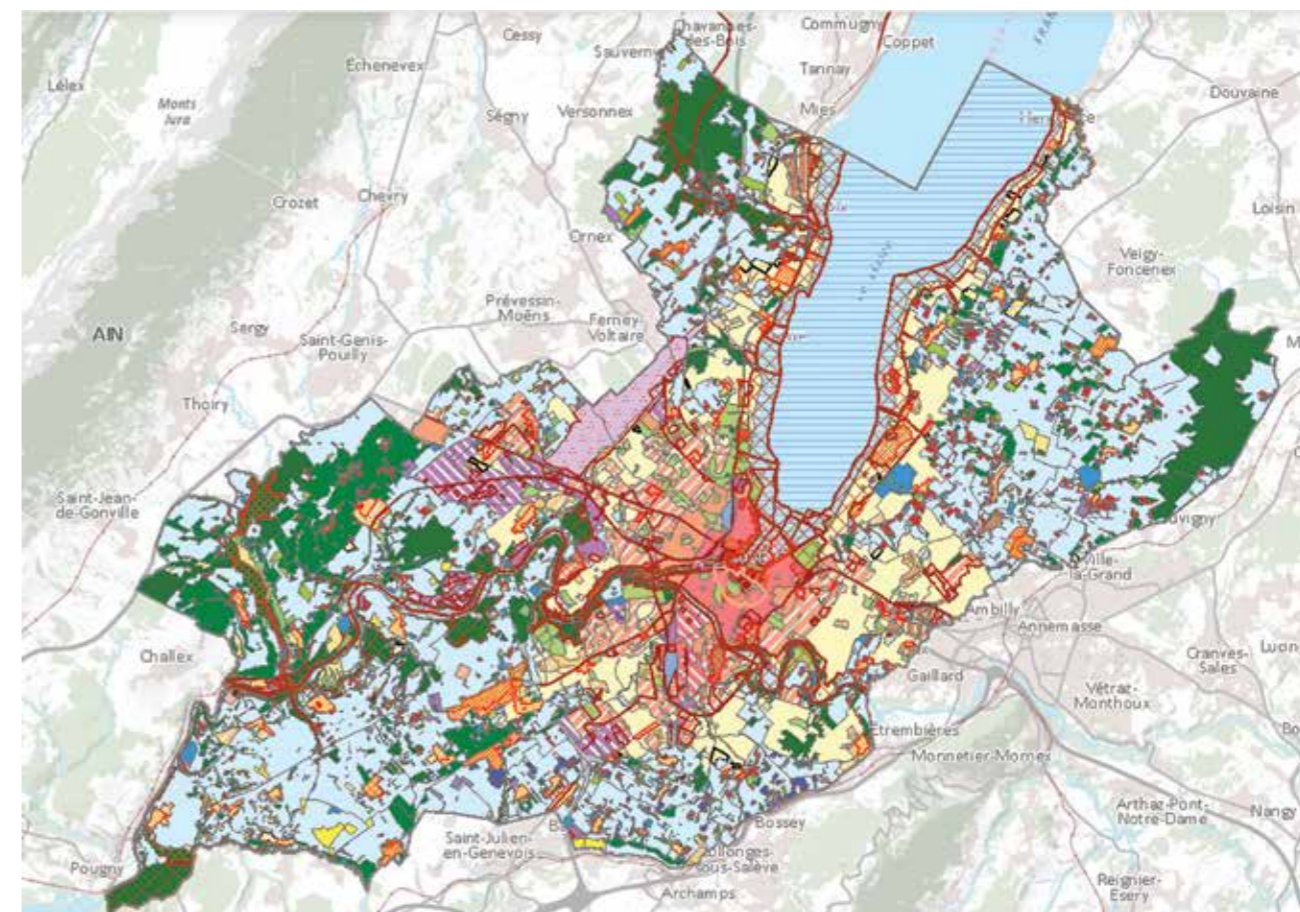 Chavannes-
des-Bois
Commugny
Cessy
Sauverny
Coppet
FRAN
Échenevex
Tannay
Lélex
Monts
Jura
Douvaine
Ségny
Versonnex
Mies
Crozet
Chevry
Loisin
Ornex
Veigy-
Foncenex
Prévessin-
Moëns
Ferney-
Voltaire
AIN
Sergy
Saint-Genis-
Pouilly
Thoiry
Saint-Jean-
de-Gonville
Ville-
la-Grand
Ambilly
Annemasse
Challex
Cranves-
Sales
Gaillard
Vétraz-
Monthoux
Etrembières
Monnetier-Mornex
Arthaz-Pont-
Notre-Dame
Nangy
Bossey
Saint-Julien-
en-Genevois
Collonges-
sous-Salève
Pougny
Archamps
Reignier-
Esery